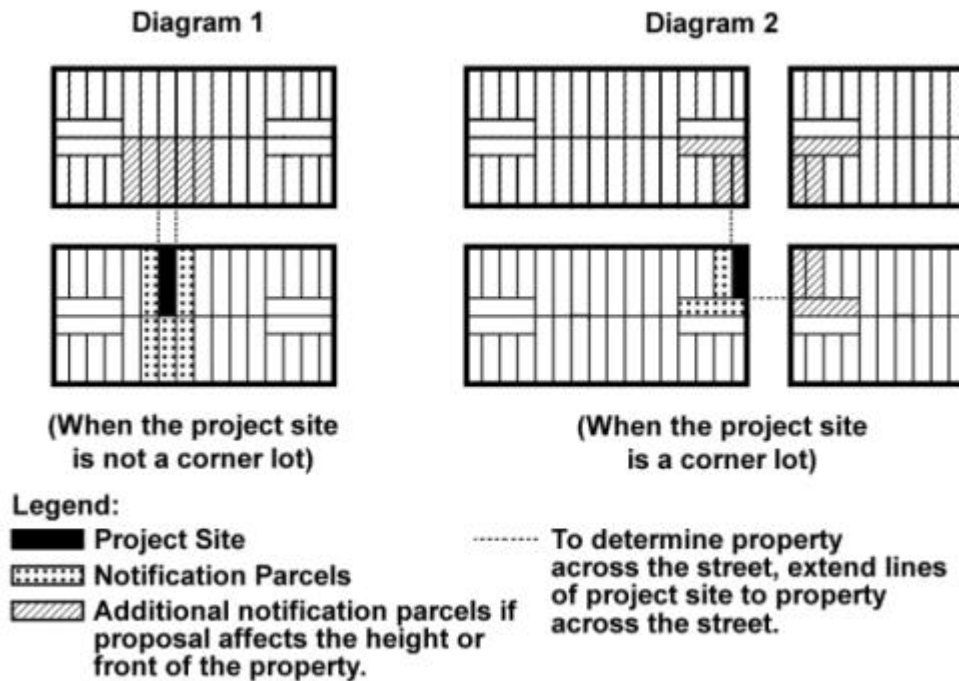 Diagram 1
Diagram 2
(When the project site
is not a corner lot)
(When the project site
is a corner lot)
Legend:
Project Site
Notification Parcels
Additional notification parcels if
proposal affects the height or
front of the property.
To determine property
across the street, extend lines
of project site to property
across the street.